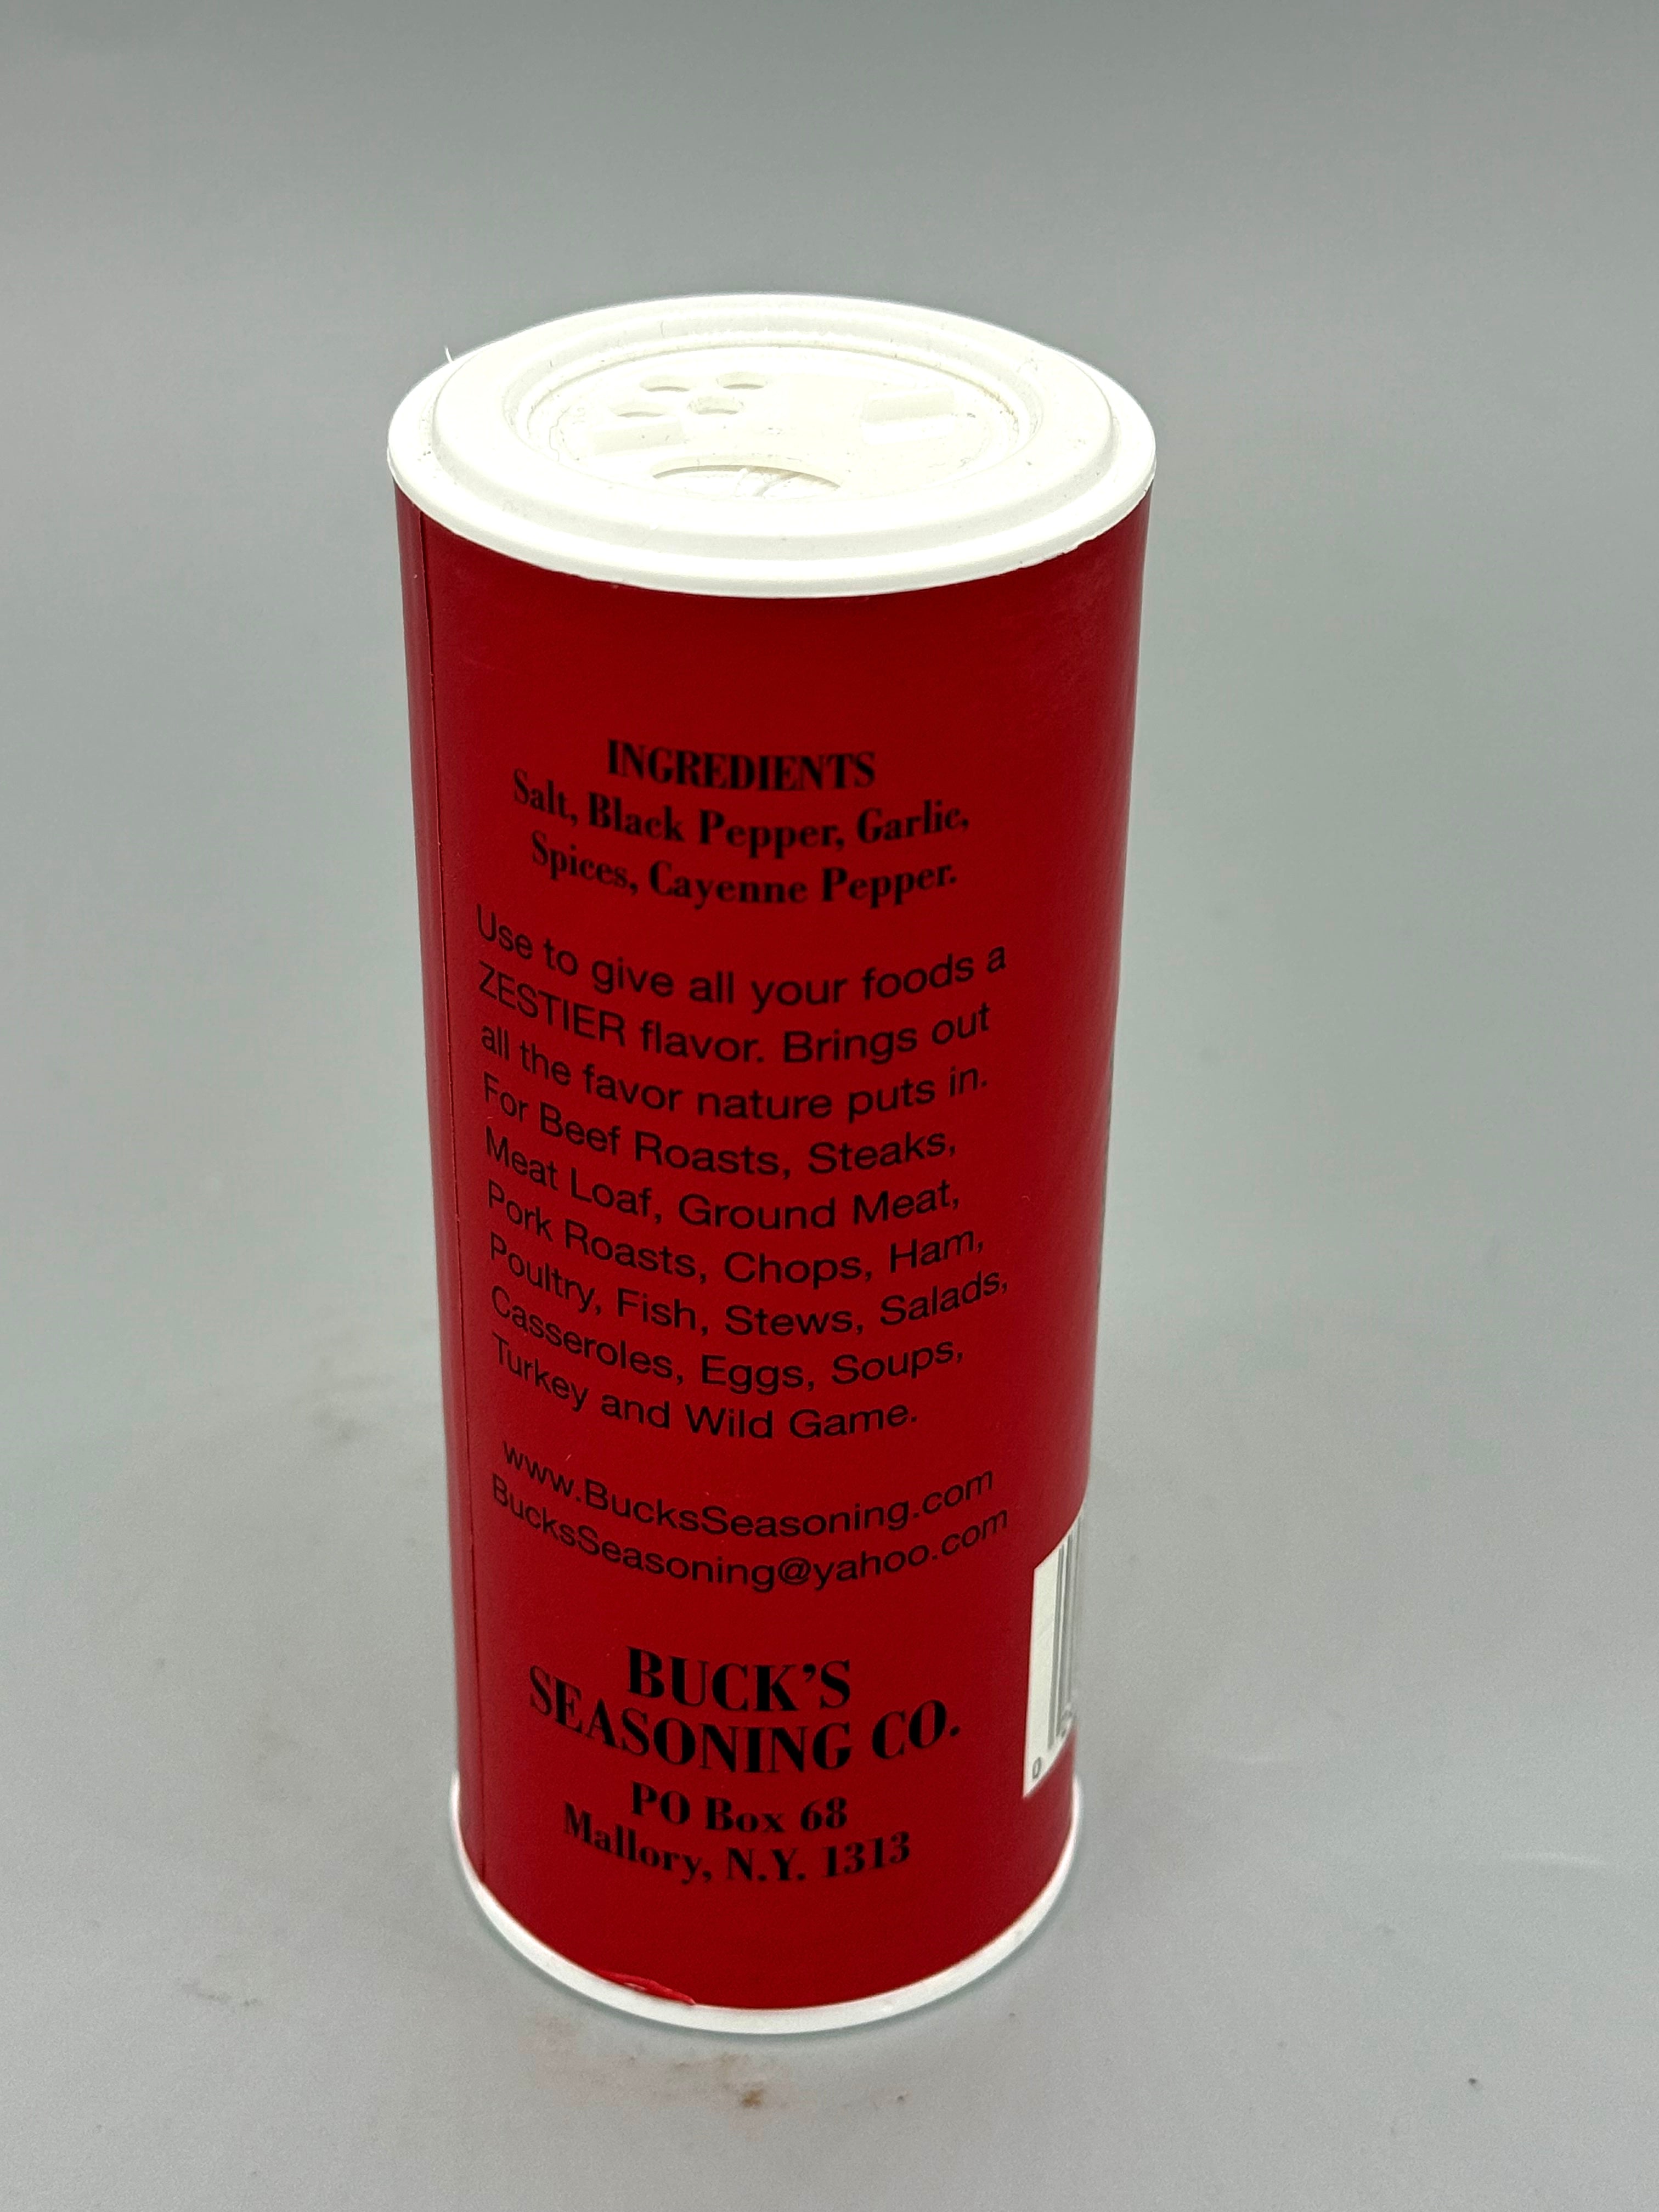 INGREDIENTS
Salt, Black Pepper, Garlic,
Spices, Cayenne Pepper.
Use to give all your foods a
ZESTIER flavor. Brings out
all the favor nature puts in.
For Beef Roasts, Steaks,
Meat Loaf, Ground Meat,
Pork Roasts, Chops, Ham,
Poultry, Fish, Stews, Salads,
Casseroles, Eggs, Soups,
Turkey and Wild Game.
www.BucksSeasoning.com
BucksSeasoning@yahoo.com
BUCK'S
SEASONING CO.
PO Box 68
Mallory, N.Y. 1313
0